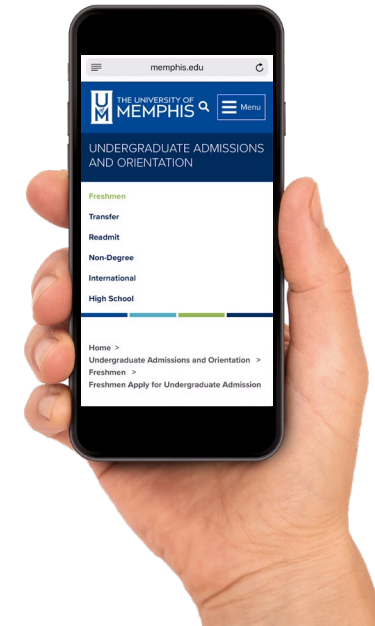 memphis.edu
UM
THE UNIVERSITY OF
MEMPHIS
Menu
UNDERGRADUATE ADMISSIONS
AND ORIENTATION
Freshmen
Transfer
Readmit
Non-Degree
International
High School
Home >
Undergraduate Admissions and Orientation >
Freshmen >
Freshmen Apply for Undergraduate Admission